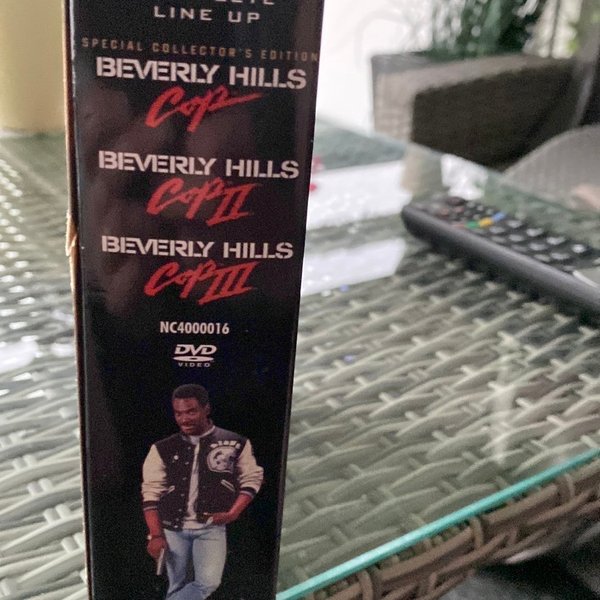 LINE UP
SPECIAL COLLECTOR'S EDITION
BEVERLY HILLS
Cop
BEVERLY HILLS
Cop II
BEVERLY HILLS
Cop III
NC4000016
DVD
VIDEO